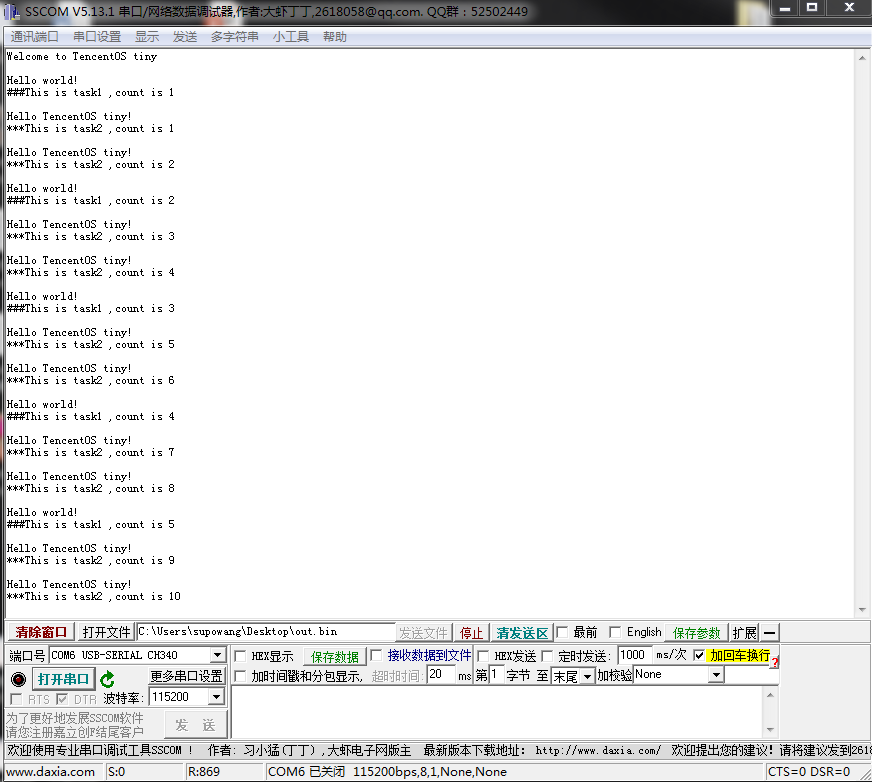 SSCOM V5.13.1 串口/网络数据调试器,作者:大虾丁丁,2618058@qq.com. QQ群：52502449
通讯端口 串口设置 显示 发送 多字符串 小工具 帮助
Welcome to TencentOS tiny
Hello world!
###This is task1 ,count is 1
Hello TencentOS tiny!
***This is task2 ,count is 1
Hello TencentOS tiny!
***This is task2 ,count is 2
Hello world!
###This is task1 ,count is 2
Hello TencentOS tiny!
***This is task2 ,count is 3
Hello TencentOS tiny!
***This is task2 ,count is 4
Hello world!
###This is task1 ,count is 3
Hello TencentOS tiny!
***This is task2 ,count is 5
Hello TencentOS tiny!
***This is task2 ,count is 6
Hello world!
###This is task1 ,count is 4
Hello TencentOS tiny!
***This is task2 ,count is 7
Hello TencentOS tiny!
***This is task2 ,count is 8
Hello world!
###This is task1 ,count is 5
Hello TencentOS tiny!
***This is task2 ,count is 9
Hello TencentOS tiny!
***This is task2 ,count is 10
清除窗口 打开文件 C:\Users\supowang\Desktop\out.bin 发送文件 停止 清发送区 最前 English 保存参数 扩展 —
端口号 COM6 USB-SERIAL CH340 HEX显示 保存数据 接收数据到文件 HEX发送 定时发送: 1000 ms/次 加回车换行 ?
打开串口 更多串口设置 加时间戳和分包显示, 超时时间: 20 ms 第 1 字节 至 末尾 加校验 None
RTS DTR 波特率: 115200
为了更好地发展SSCOM软件
请您注册嘉立创F结尾客户
发 送
欢迎使用专业串口调试工具SSCOM ! 作者: 习小猛(丁丁),大虾电子网版主 最新版本下载地址: http://www.daxia.com/ 欢迎提出您的建议!请将建议发到2618
www.daxia.com S:0 R:869 COM6 已关闭 115200bps,8,1,None,None CTS=0 DSR=0